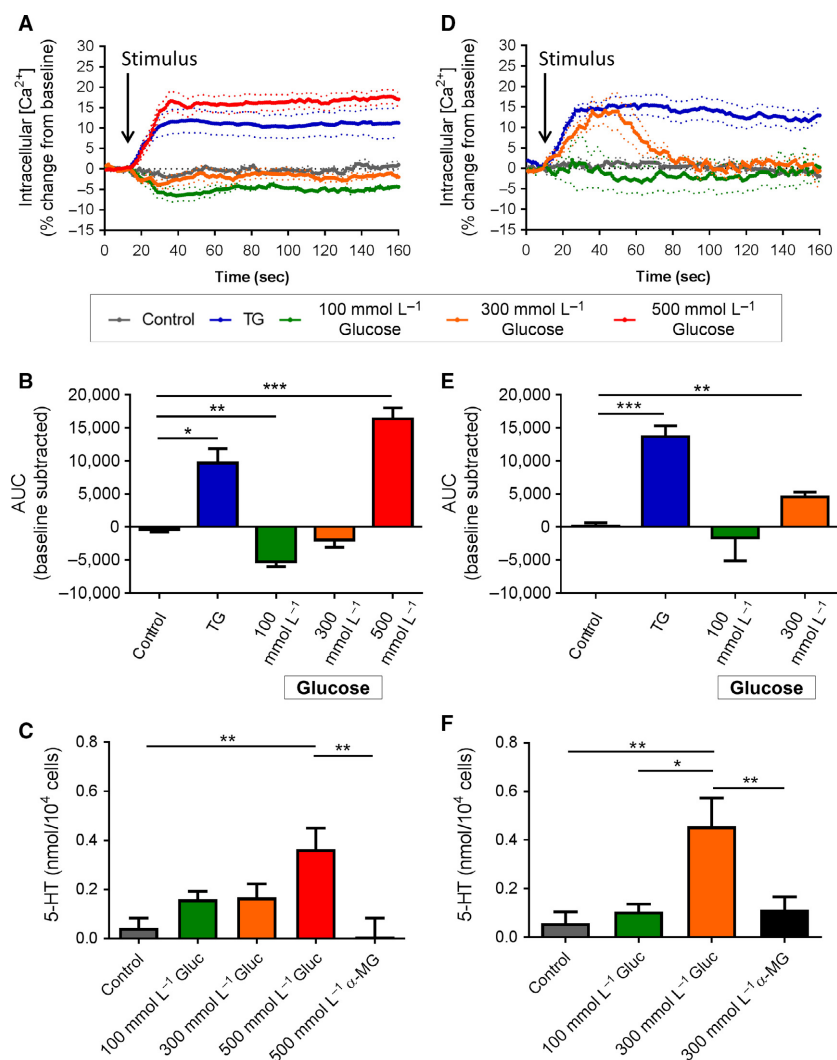 A
Stimulus
Intracellular [Ca2+]
(% change from baseline)
30
25
20
15
10
5
0
−5
−10
−15
0 20 40 60 80 100 120 140 160
Time (sec)
D
Stimulus
Intracellular [Ca2+]
(% change from baseline)
30
25
20
15
10
5
0
−5
−10
−15
0 20 40 60 80 100 120 140 160
Time (sec)
Control
TG
100 mmol L−1
Glucose
300 mmol L−1
Glucose
500 mmol L−1
Glucose
B
AUC
(baseline subtracted)
20,000
15,000
10,000
5,000
0
−5,000
−10,000
***
**
*
Control
TG
100
mmol L−1
300
mmol L−1
500
mmol L−1
Glucose
E
AUC
(baseline subtracted)
20,000
15,000
10,000
5,000
0
−5,000
−10,000
**
***
Control
TG
100
mmol L−1
300
mmol L−1
Glucose
C
5-HT (nmol/104 cells)
0.8
0.6
0.4
0.2
0.0
**
**
Control
100 mmol L−1 Gluc
300 mmol L−1 Gluc
500 mmol L−1 Gluc
500 mmol L−1 α-MG
F
5-HT (nmol/104 cells)
0.8
0.6
0.4
0.2
0.0
**
*
**
Control
100 mmol L−1 Gluc
300 mmol L−1 Gluc
300 mmol L−1 α-MG